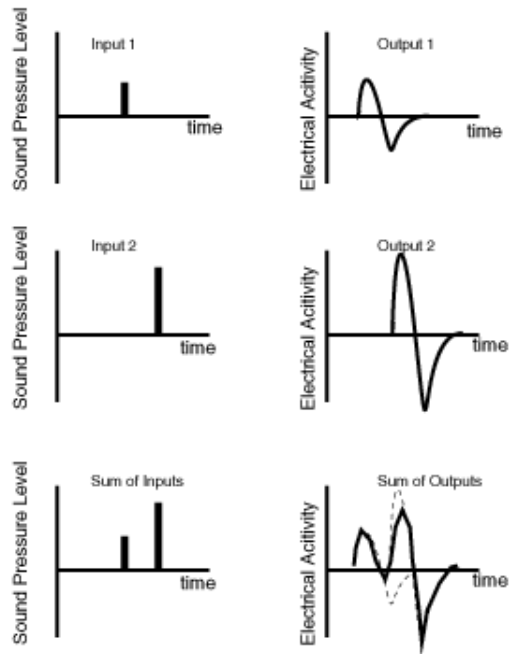 Input 1
Sound Pressure Level
time
Output 1
Electrical Acitivity
time
Input 2
Sound Pressure Level
time
Output 2
Electrical Acitivity
time
Sum of Inputs
Sound Pressure Level
time
Sum of Outputs
Electrical Acitivity
time